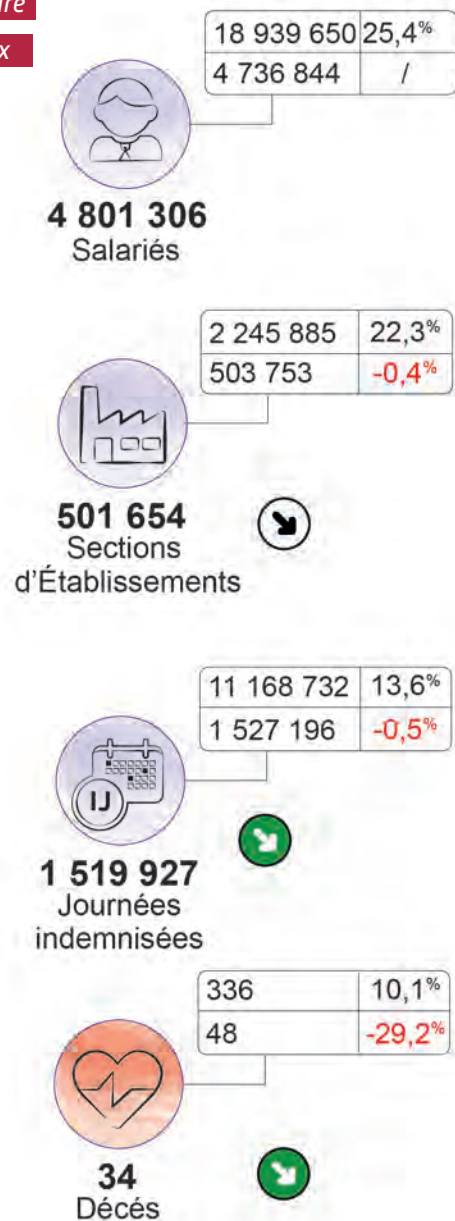 18 939 650 25,4%
4 736 844 /
4 801 306
Salariés
2 245 885 22,3%
503 753 -0,4%
501 654
Sections
d'Établissements
11 168 732 13,6%
1 527 196 -0,5%
IJ
1 519 927
Journées
indemnisées
336 10,1%
48 -29,2%
34
Décés